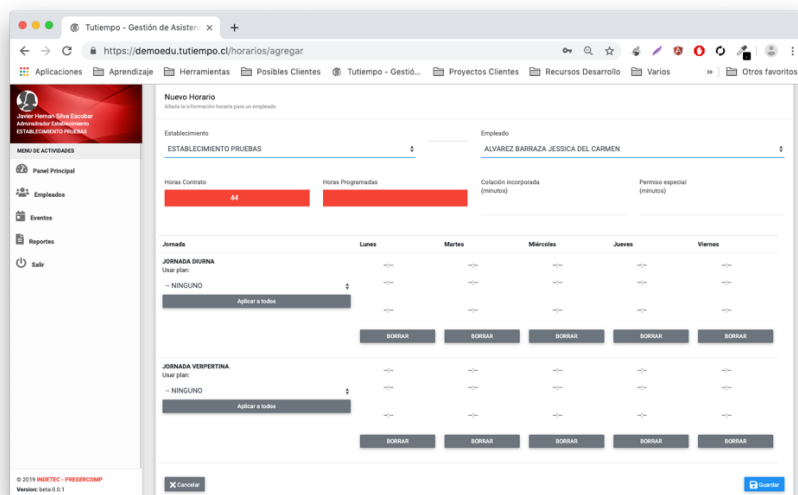 Tutiempo - Gestión de Asistenc
https://demoedu.tutiempo.cl/horarios/agregar
Aplicaciones Aprendizaje Herramientas Posibles Clientes Tutiempo - Gestió... Proyectos Clientes Recursos Desarrollo Varios » Otros favoritos
Javier Hernan Silva Escobar
Administrador Establecimiento
ESTABLECIMIENTO PRUEBAS
MENU DE ACTIVIDADES
Panel Principal
Empleados
Eventos
Reportes
Salir
© 2019 INDETEC - PRESERCOMP
Version: beta 0.0.1
Nuevo Horario
Añada la información horaria para un empleado
Establecimiento Empleado
ESTABLECIMIENTO PRUEBAS ALVAREZ BARRAZA JESSICA DEL CARMEN
Horas Contrato Horas Programadas Colación incorporada (minutos) Permiso especial (minutos)
44
Jornada Lunes Martes Miércoles Jueves Viernes
JORNADA DIURNA --:-- --:-- --:-- --:-- --:--
Usar plan:
-- NINGUNO --:-- --:-- --:-- --:-- --:--
Aplicar a todos
--:-- --:-- --:-- --:-- --:--
BORRAR BORRAR BORRAR BORRAR BORRAR
JORNADA VERPERTINA --:-- --:-- --:-- --:-- --:--
Usar plan:
-- NINGUNO --:-- --:-- --:-- --:-- --:--
Aplicar a todos
--:-- --:-- --:-- --:-- --:--
BORRAR BORRAR BORRAR BORRAR BORRAR
Cancelar Guardar